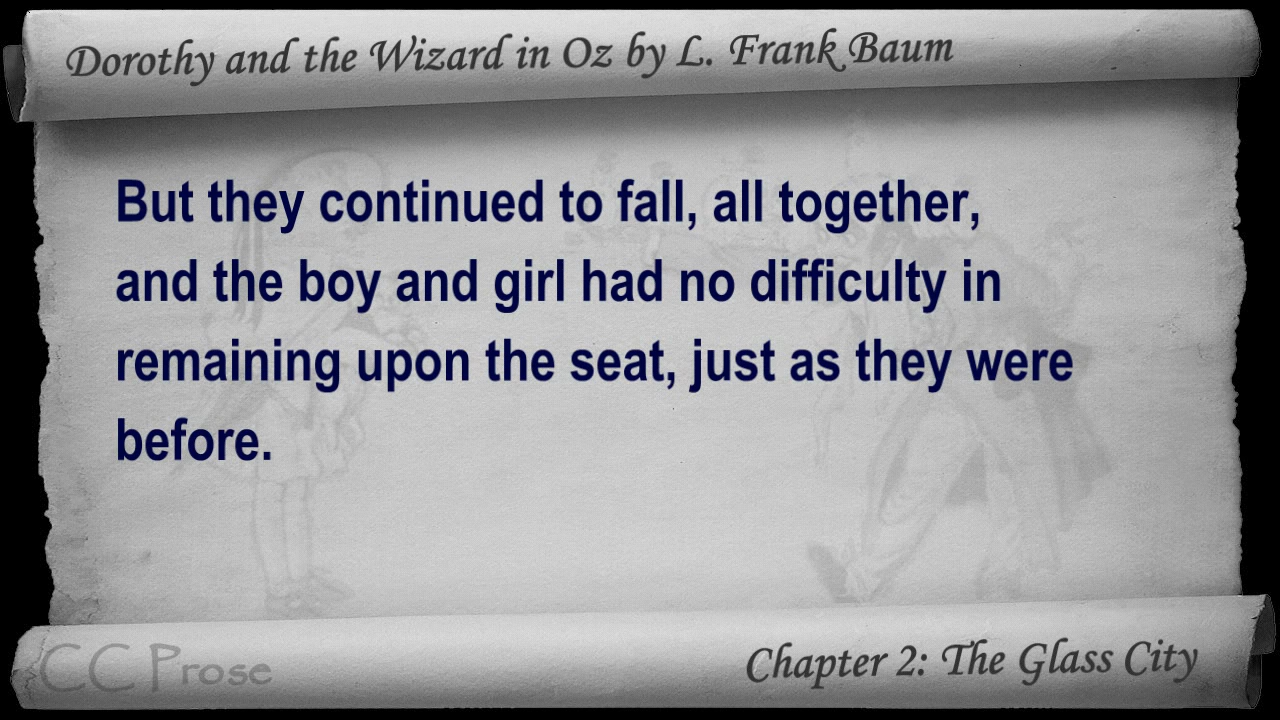 Dorothy and the Wizard in Oz by L. Frank Baum
But they continued to fall, all together,
and the boy and girl had no difficulty in
remaining upon the seat, just as they were
before.
CC Prose
Chapter 2: The Glass City